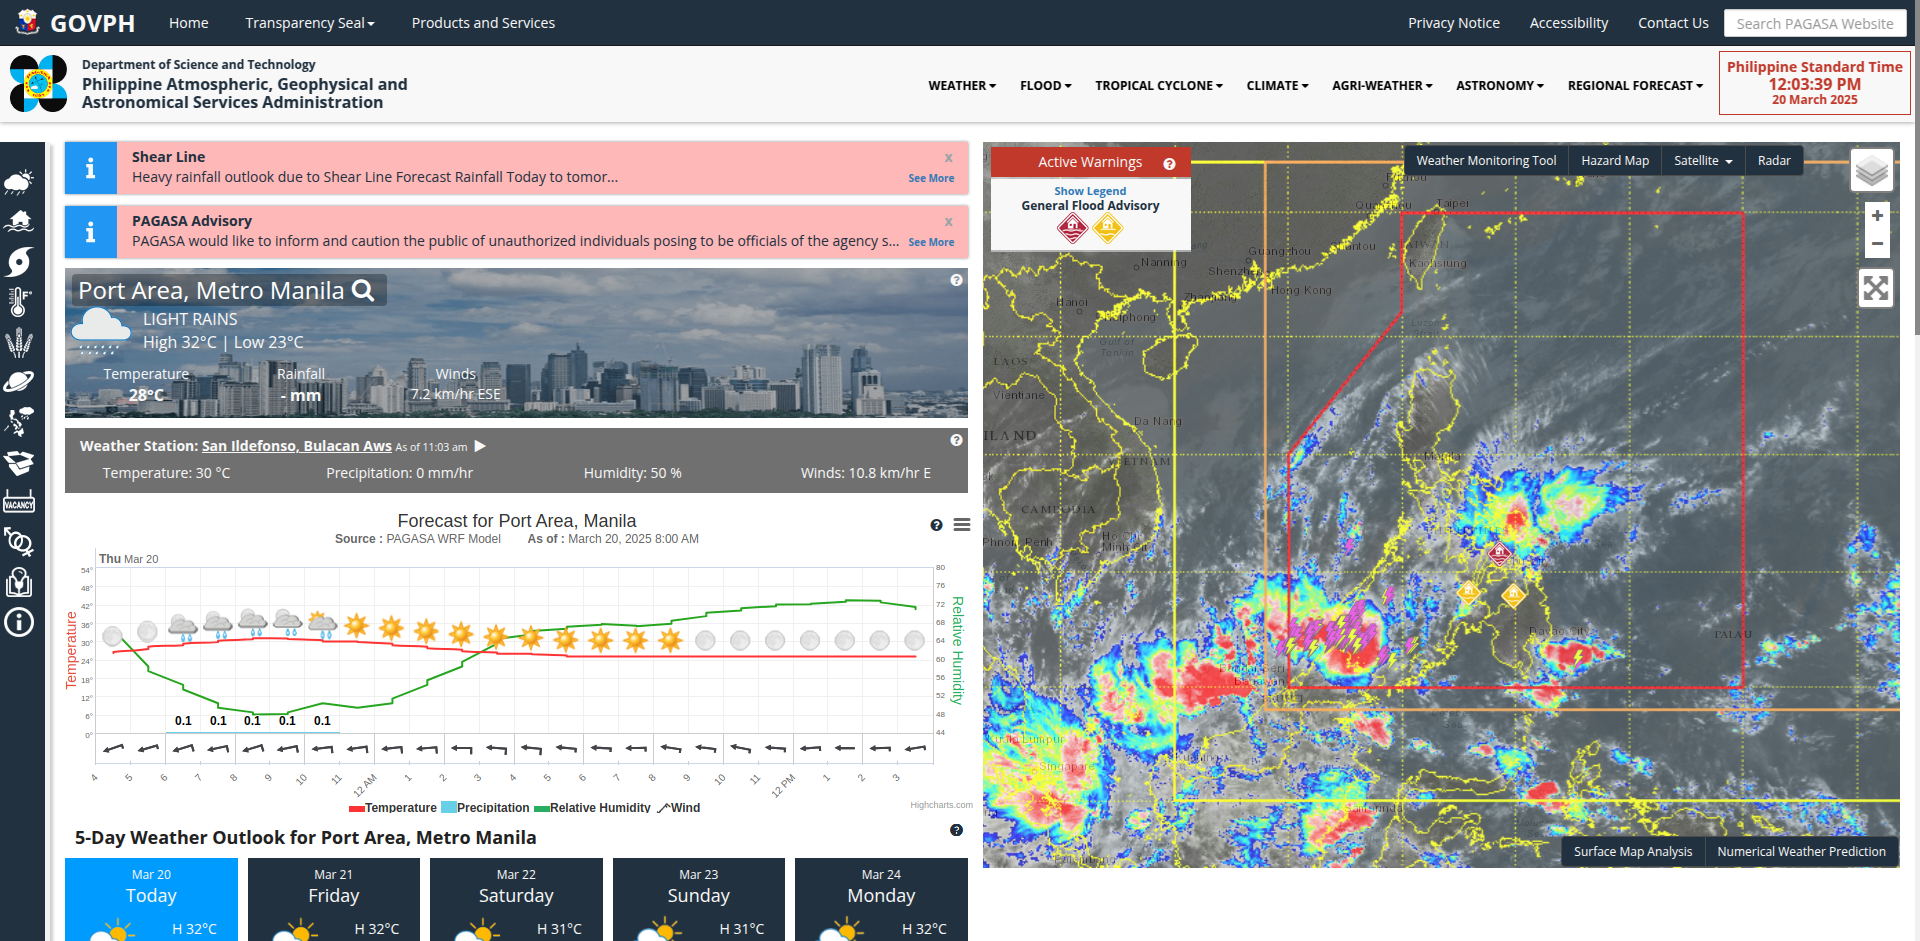 GOVPH
Home
Transparency Seal
Products and Services
Privacy Notice
Accessibility
Contact Us
Search PAGASA Website
Department of Science and Technology
Philippine Atmospheric, Geophysical and
Astronomical Services Administration
WEATHER
FLOOD
TROPICAL CYCLONE
CLIMATE
AGRI-WEATHER
ASTRONOMY
REGIONAL FORECAST
Philippine Standard Time
12:03:39 PM
20 March 2025
VACANCY
Shear Line
x
Heavy rainfall outlook due to Shear Line Forecast Rainfall Today to tomor...
See More
PAGASA Advisory
x
PAGASA would like to inform and caution the public of unauthorized individuals posing to be officials of the agency s...
See More
Port Area, Metro Manila
LIGHT RAINS
High 32°C | Low 23°C
Temperature
28°C
Rainfall
- mm
Winds
7.2 km/hr ESE
Weather Station: San Ildefonso, Bulacan Aws As of 11:03 am
Temperature: 30 °C
Precipitation: 0 mm/hr
Humidity: 50 %
Winds: 10.8 km/hr E
Forecast for Port Area, Manila
Source : PAGASA WRF Model As of : March 20, 2025 8:00 AM
Thu Mar 20
54°
48°
42°
36°
30°
24°
18°
12°
6°
0°
Temperature
80
76
72
68
64
60
56
52
48
44
Relative Humidity
0.1
0.1
0.1
0.1
0.1
4
5
6
7
8
9
10
11
12 AM
1
2
3
4
5
6
7
8
9
10
11
12 PM
1
2
3
Temperature
Precipitation
Relative Humidity
Wind
Highcharts.com
5-Day Weather Outlook for Port Area, Metro Manila
Mar 20
Today
H 32°C
Mar 21
Friday
H 32°C
Mar 22
Saturday
H 31°C
Mar 23
Sunday
H 31°C
Mar 24
Monday
H 32°C
Active Warnings
Show Legend
General Flood Advisory
Weather Monitoring Tool
Hazard Map
Satellite
Radar
+
−
Taipei
TAIWAN
Kaohsiung
Guangzhou
Shenzhen
Hong Kong
Nanning
Hanoi
Haiphong
Gulf of
Tonkin
LAOS
Vientiane
Da Nang
VIETNAM
CAMBODIA
Phnom Penh
Manila
Davao City
PALAU
Kuala Lumpur
Singapore
Samarinda
Surface Map Analysis
Numerical Weather Prediction